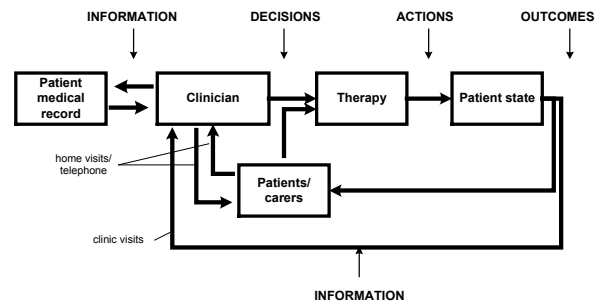 INFORMATION
DECISIONS
ACTIONS
OUTCOMES
Patient
medical
record
Clinician
Therapy
Patient state
home visits/
telephone
Patients/
carers
clinic visits
INFORMATION